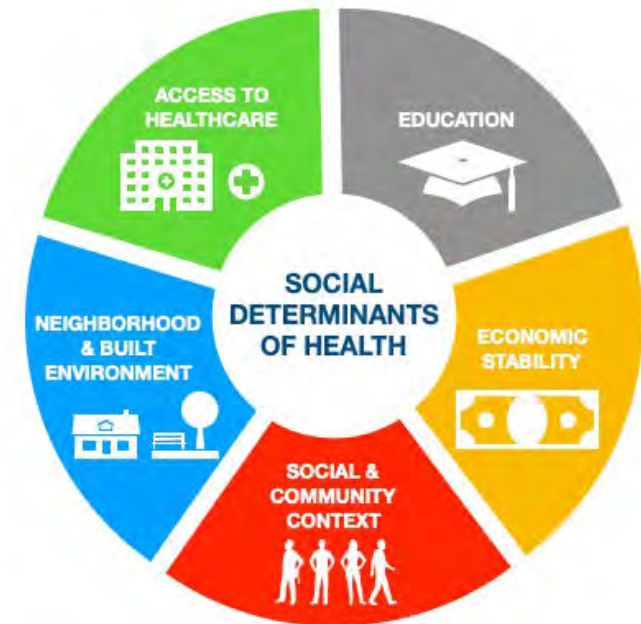 SOCIAL
DETERMINANTS
OF HEALTH
ACCESS TO
HEALTHCARE
EDUCATION
ECONOMIC
STABILITY
SOCIAL &
COMMUNITY
CONTEXT
NEIGHBORHOOD
& BUILT
ENVIRONMENT